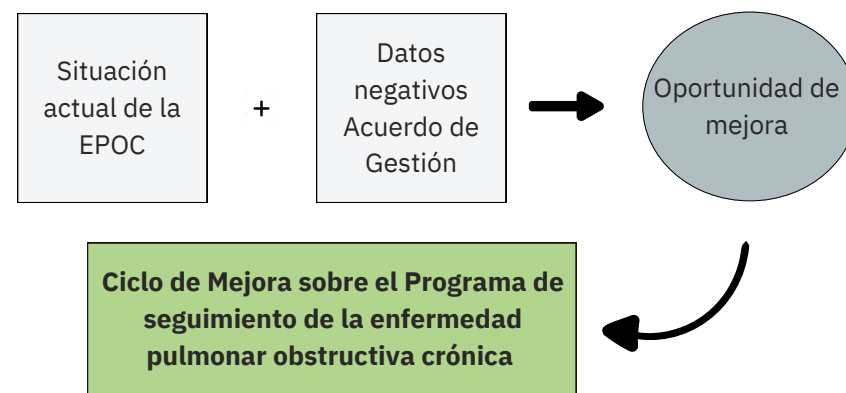 Situación
actual de la
EPOC
+
Datos
negativos
Acuerdo de
Gestión
Oportunidad de
mejora
Ciclo de Mejora sobre el Programa de
seguimiento de la enfermedad
pulmonar obstructiva crónica